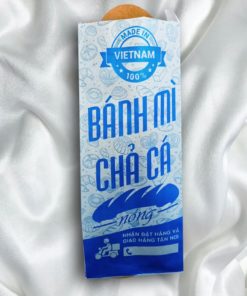 MADE IN
VIETNAM
100%
BÁNH MÌ
CHẢ CÁ
nóng
NHẬN ĐẶT HÀNG VÀ
GIAO HÀNG TẬN NƠI